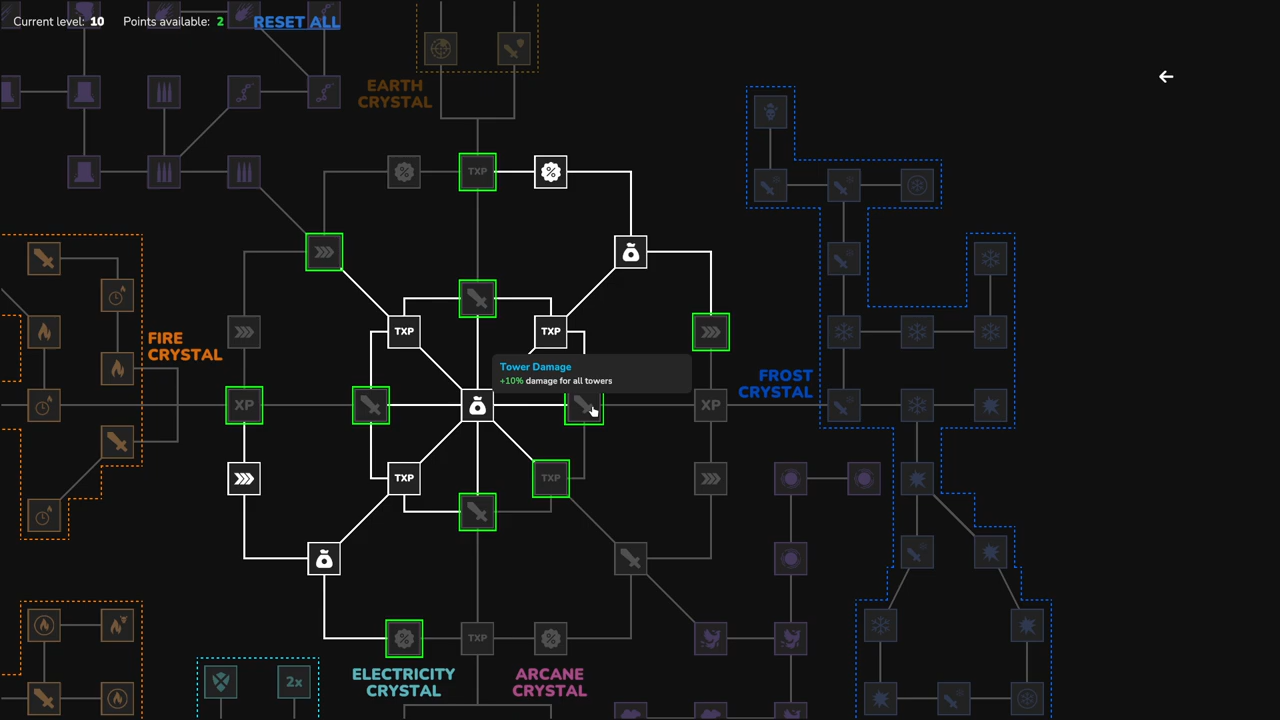 Current level: 10
Points available: 2
RESET ALL
EARTH
CRYSTAL
%
TXP
%
TXP
TXP
FIRE
CRYSTAL
Tower Damage
+10% damage for all towers
FROST
CRYSTAL
XP
XP
TXP
TXP
%
TXP
%
ELECTRICITY
CRYSTAL
ARCANE
CRYSTAL
2x